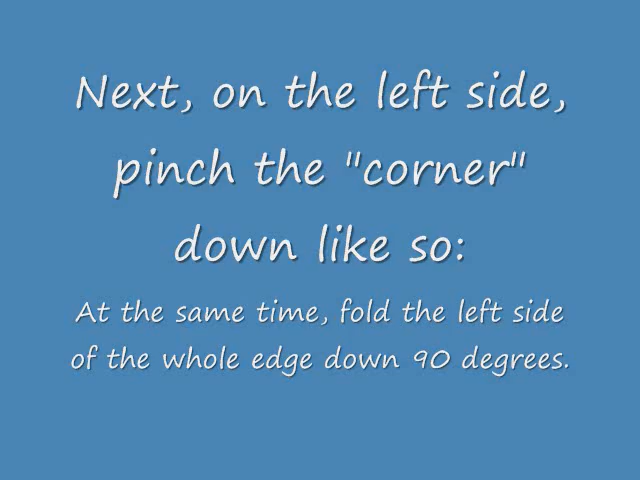 Next, on the left side,
pinch the "corner"
down like so:
At the same time, fold the left side
of the whole edge down 90 degrees.